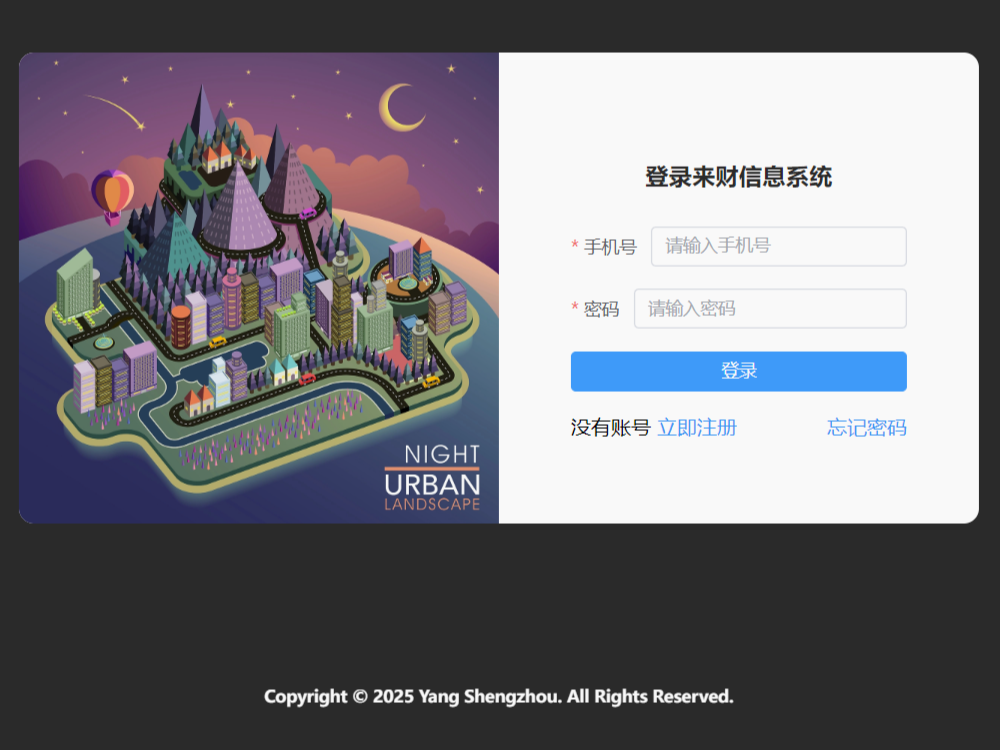 NIGHT
URBAN
LANDSCAPE
登录来财信息系统
* 手机号 请输入手机号
* 密码 请输入密码
登录
没有账号 立即注册 忘记密码
Copyright © 2025 Yang Shengzhou. All Rights Reserved.